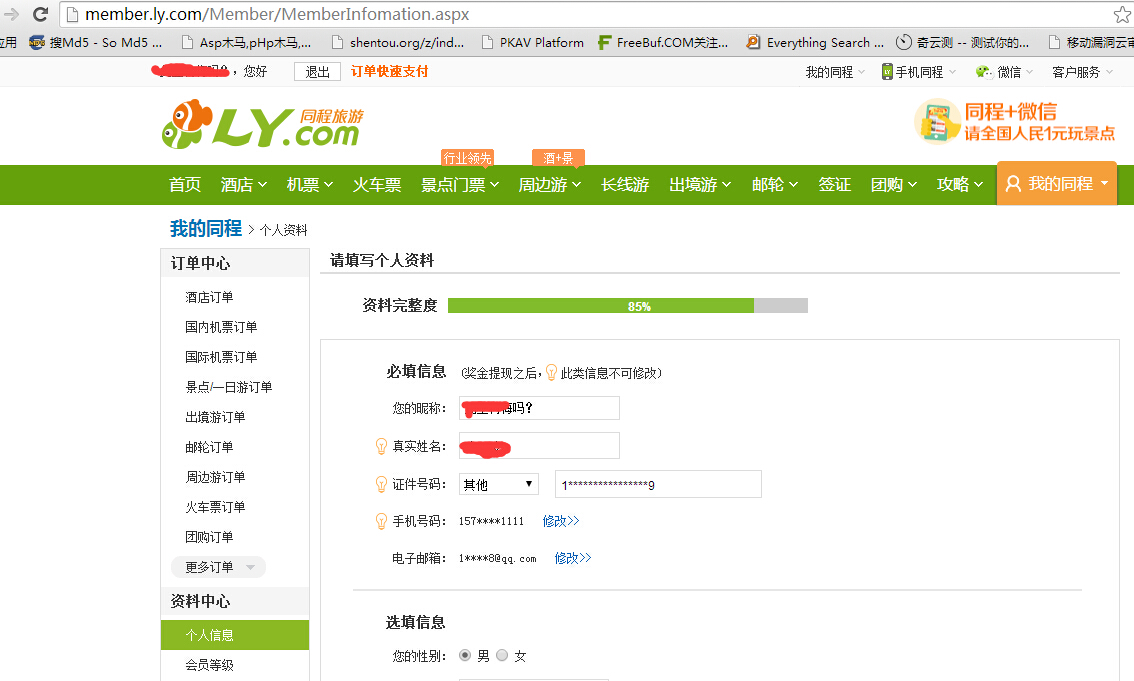 member.ly.com/Member/MemberInfomation.aspx
应用 搜Md5 - So Md5 ... Asp木马,pHp木马,... shentou.org/z/ind... PKAV Platform FreeBuf.COM关注... Everything Search ... 奇云测 -- 测试你的... 移动漏洞云审
，您好 退出 订单快速支付 我的同程 手机同程 微信 客户服务
LY.com 同程旅游
同程+微信
请全国人民1元玩景点
行业领先 酒+景
首页 酒店 机票 火车票 景点门票 周边游 长线游 出境游 邮轮 签证 团购 攻略 我的同程
我的同程 > 个人资料
订单中心
酒店订单
国内机票订单
国际机票订单
景点/一日游订单
出境游订单
邮轮订单
周边游订单
火车票订单
团购订单
更多订单
资料中心
个人信息
会员等级
请填写个人资料
资料完整度 85%
必填信息 (奖金提现之后，此类信息不可修改)
您的昵称： 吗?
真实姓名：
证件号码： 其他 1****************9
手机号码： 157****1111 修改>>
电子邮箱： 1****8@qq.com 修改>>
选填信息
您的性别： 男 女